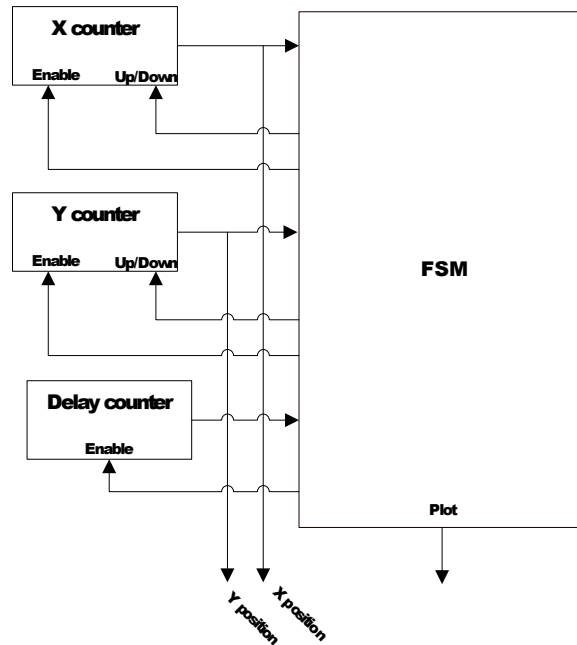 X counter
Enable Up/Down
Y counter
Enable Up/Down
FSM
Delay counter
Enable
Plot
Y position
X position